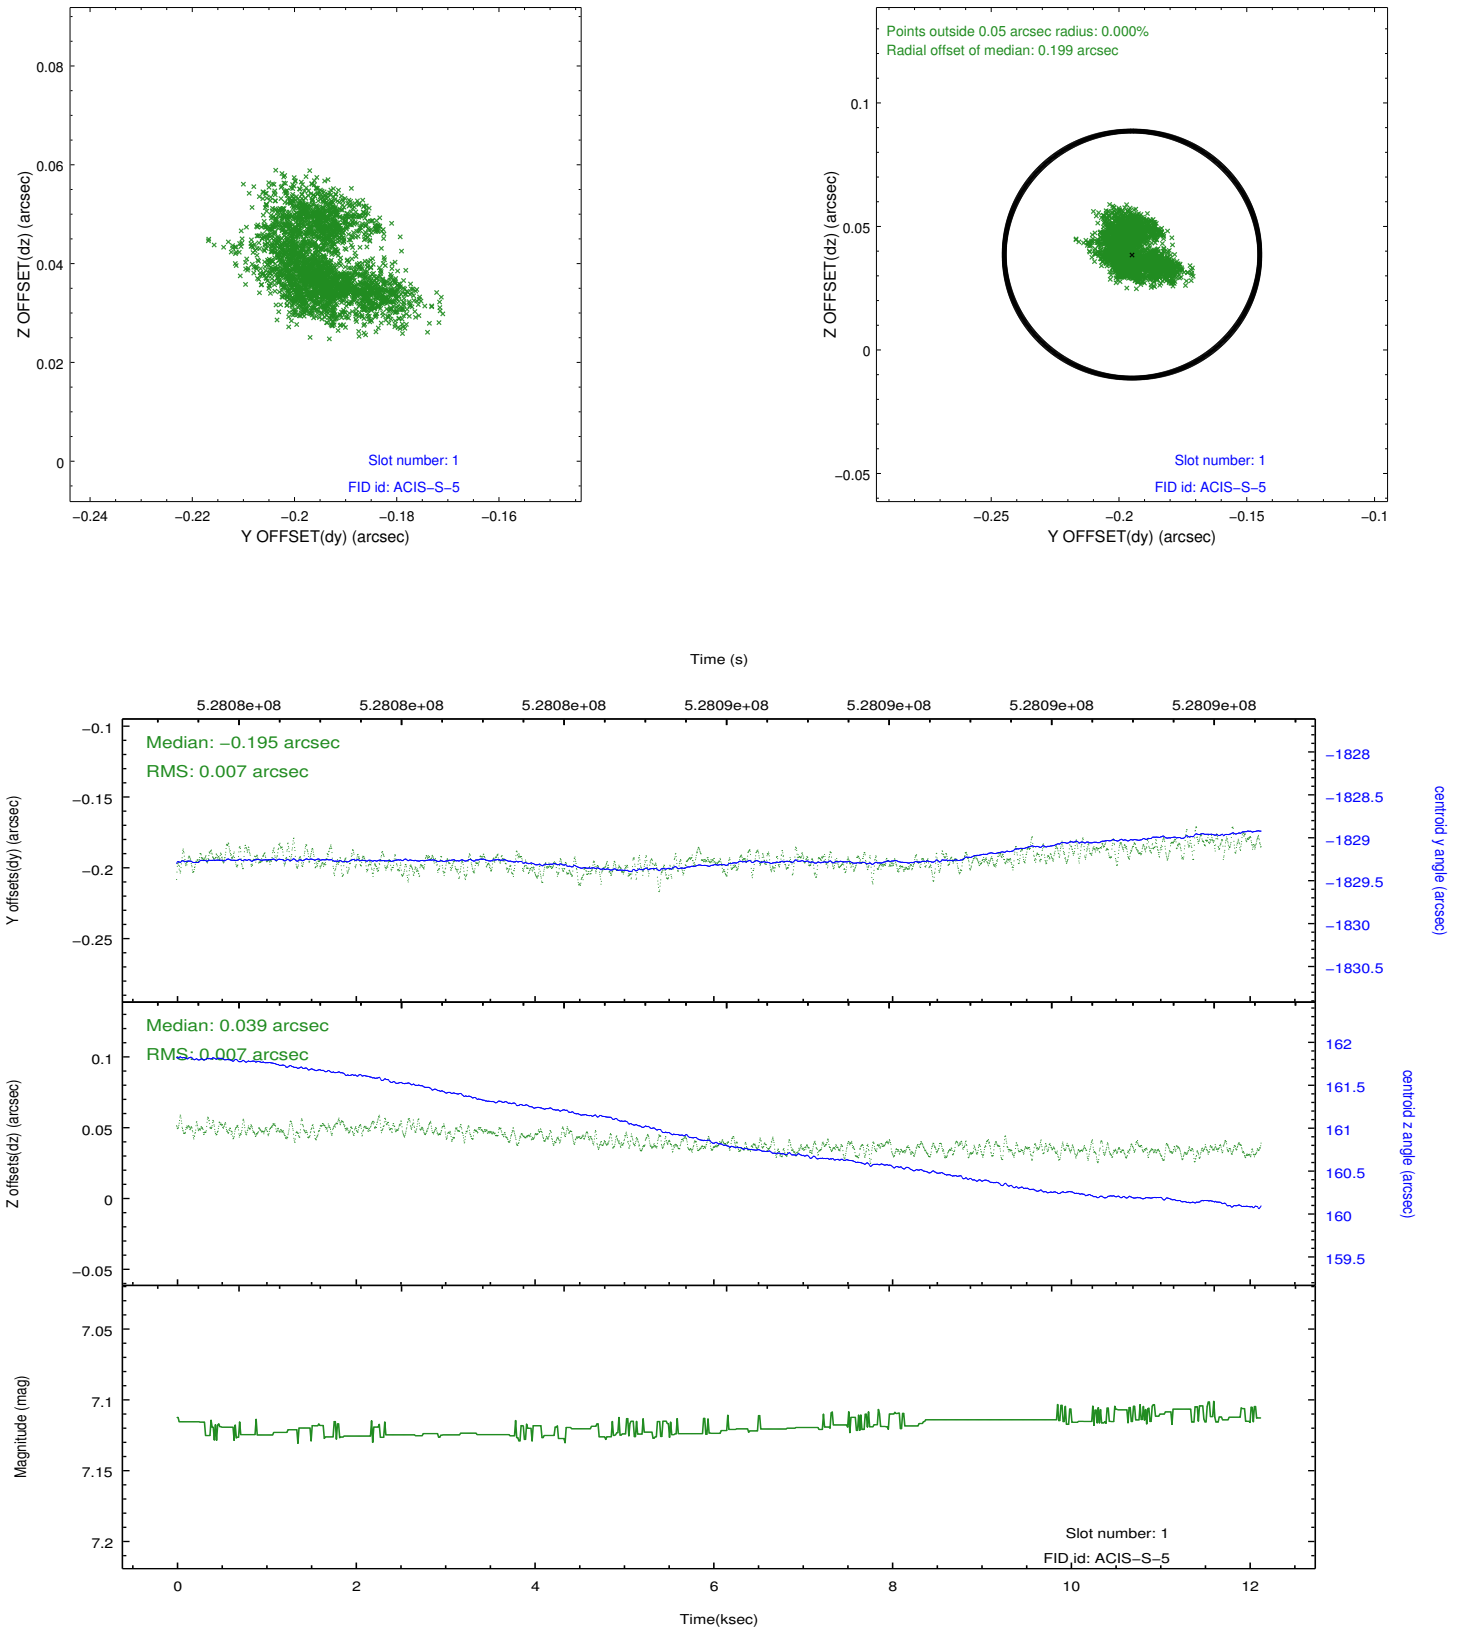 0.08
0.06
0.04
0.02
0
Z OFFSET(dz) (arcsec)
Slot number: 1
FID id: ACIS−S−5
−0.24 −0.22 −0.2 −0.18 −0.16
Y OFFSET(dy) (arcsec)
Points outside 0.05 arcsec radius: 0.000%
Radial offset of median: 0.199 arcsec
0.1
0.05
0
−0.05
Z OFFSET(dz) (arcsec)
Slot number: 1
FID id: ACIS−S−5
−0.25 −0.2 −0.15 −0.1
Y OFFSET(dy) (arcsec)
Time (s)
5.2808e+08 5.2808e+08 5.2808e+08 5.2809e+08 5.2809e+08 5.2809e+08 5.2809e+08
−0.1
−0.15
−0.2
−0.25
Y offsets(dy) (arcsec)
Median: −0.195 arcsec
RMS: 0.007 arcsec
−1828
−1828.5
−1829
−1829.5
−1830
−1830.5
centroid y angle (arcsec)
0.1
0.05
0
−0.05
Z offsets(dz) (arcsec)
Median: 0.039 arcsec
RMS: 0.007 arcsec
162
161.5
161
160.5
160
159.5
centroid z angle (arcsec)
7.05
7.1
7.15
7.2
Magnitude (mag)
Slot number: 1
FID id: ACIS−S−5
0 2 4 6 8 10 12
Time(ksec)